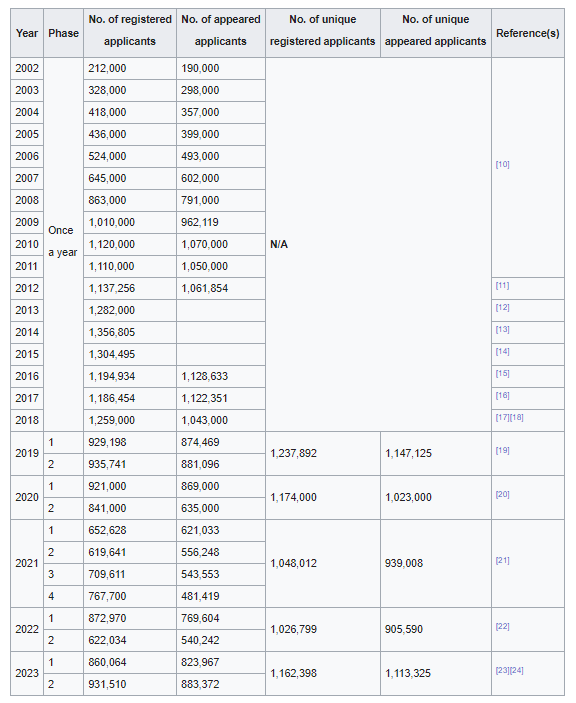 Year Phase No. of registered applicants No. of appeared applicants No. of unique registered applicants No. of unique appeared applicants Reference(s)
2002 Once a year 212,000 190,000 N/A [10]
2003 328,000 298,000
2004 418,000 357,000
2005 436,000 399,000
2006 524,000 493,000
2007 645,000 602,000
2008 863,000 791,000
2009 1,010,000 962,119
2010 1,120,000 1,070,000
2011 1,110,000 1,050,000
2012 1,137,256 1,061,854 [11]
2013 1,282,000 [12]
2014 1,356,805 [13]
2015 1,304,495 [14]
2016 1,194,934 1,128,633 [15]
2017 1,186,454 1,122,351 [16]
2018 1,259,000 1,043,000 [17][18]
2019 1 929,198 874,469 1,237,892 1,147,125 [19]
2 935,741 881,096
2020 1 921,000 869,000 1,174,000 1,023,000 [20]
2 841,000 635,000
2021 1 652,628 621,033 1,048,012 939,008 [21]
2 619,641 556,248
3 709,611 543,553
4 767,700 481,419
2022 1 872,970 769,604 1,026,799 905,590 [22]
2 622,034 540,242
2023 1 860,064 823,967 1,162,398 1,113,325 [23][24]
2 931,510 883,372